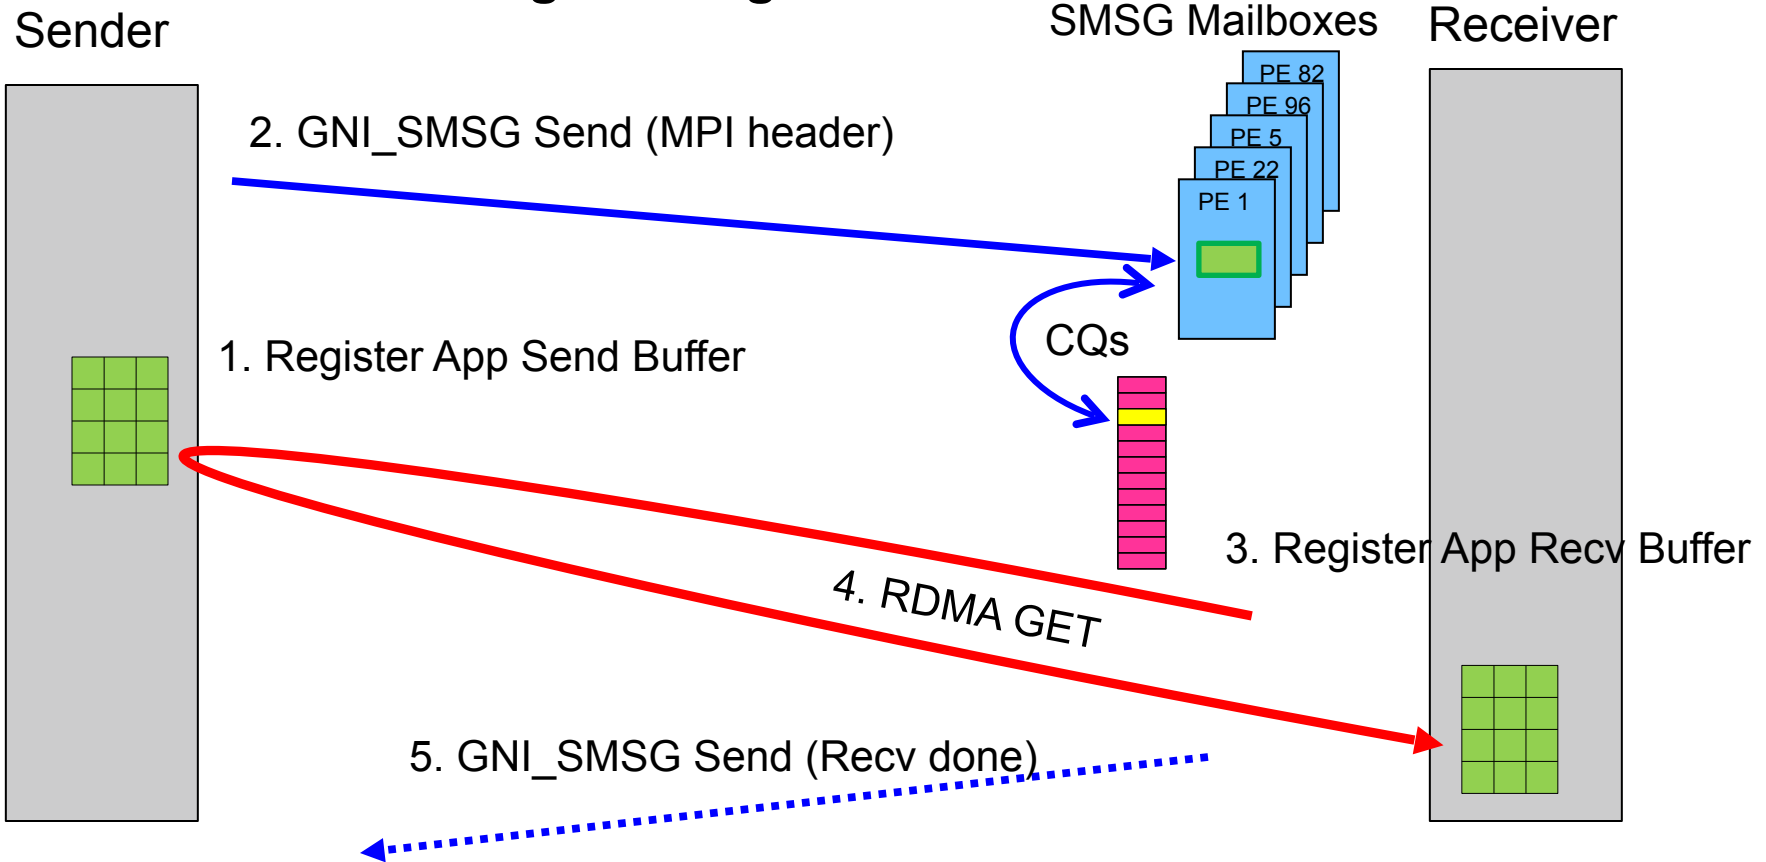 Sender
SMSG Mailboxes
Receiver
PE 82
PE 96
PE 5
PE 22
PE 1
2. GNI_SMSG Send (MPI header)
CQs
1. Register App Send Buffer
3. Register App Recv Buffer
4. RDMA GET
5. GNI_SMSG Send (Recv done)